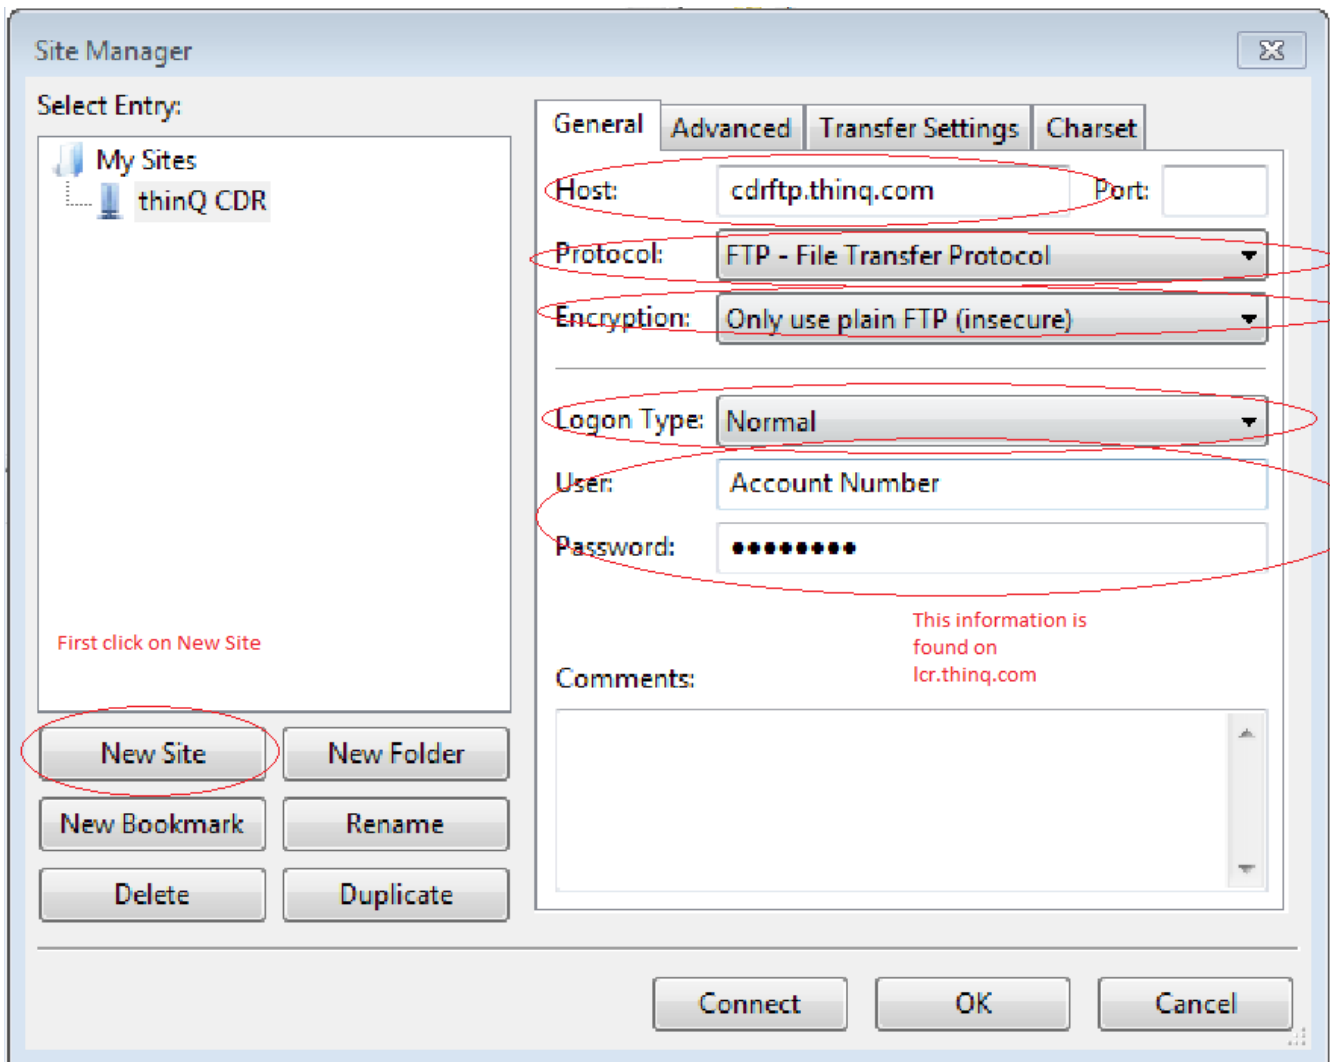 Site Manager
Select Entry:
My Sites
thinQ CDR
First click on New Site
New Site
New Folder
New Bookmark
Rename
Delete
Duplicate
General
Advanced
Transfer Settings
Charset
Host:
cdrftp.thinq.com
Port:
Protocol:
FTP - File Transfer Protocol
Encryption:
Only use plain FTP (insecure)
Logon Type:
Normal
User:
Account Number
Password:
This information is
found on
lcr.thinq.com
Comments:
Connect
OK
Cancel